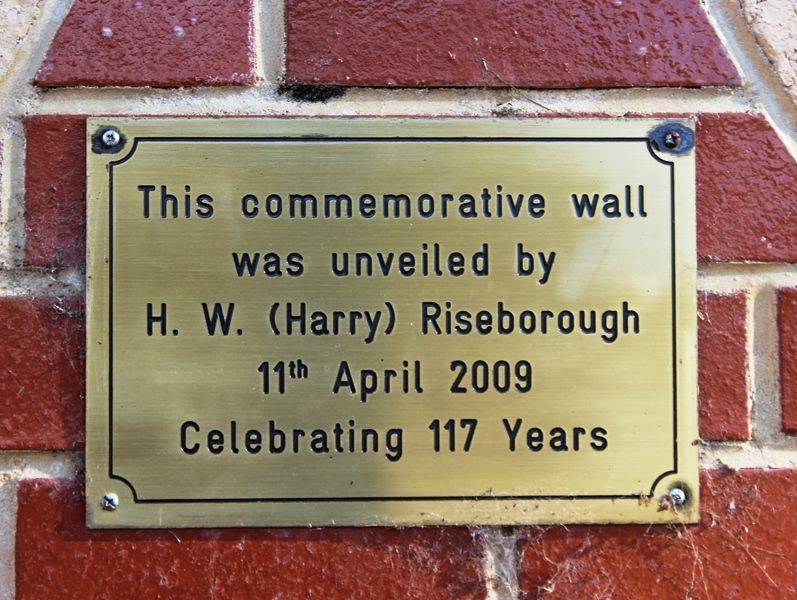 This commemorative wall
was unveiled by
H. W. (Harry) Riseborough
11th April 2009
Celebrating 117 Years